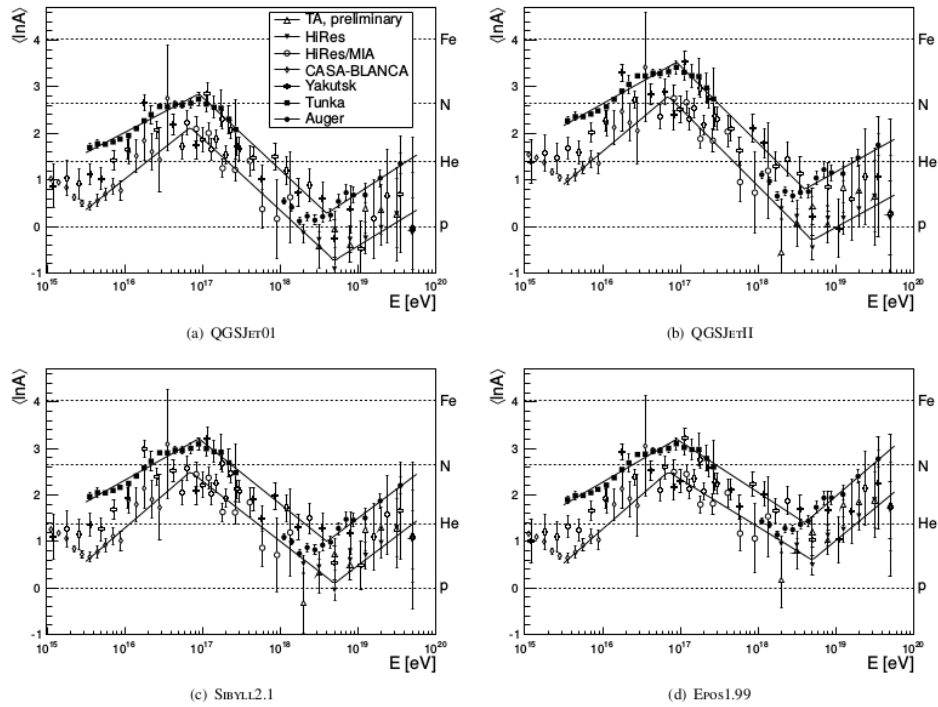 ⟨lnA⟩
4
3
2
1
0
-1
Fe
N
He
p
TA, preliminary
HiRes
HiRes/MIA
CASA-BLANCA
Yakutsk
Tunka
Auger
10^15 10^16 10^17 10^18 10^19 10^20
E [eV]
(a) QGSJET01
⟨lnA⟩
4
3
2
1
0
-1
Fe
N
He
p
10^15 10^16 10^17 10^18 10^19 10^20
E [eV]
(b) QGSJETII
⟨lnA⟩
4
3
2
1
0
-1
Fe
N
He
p
10^15 10^16 10^17 10^18 10^19 10^20
E [eV]
(c) SIBYLL2.1
⟨lnA⟩
4
3
2
1
0
-1
Fe
N
He
p
10^15 10^16 10^17 10^18 10^19 10^20
E [eV]
(d) EPOS1.99